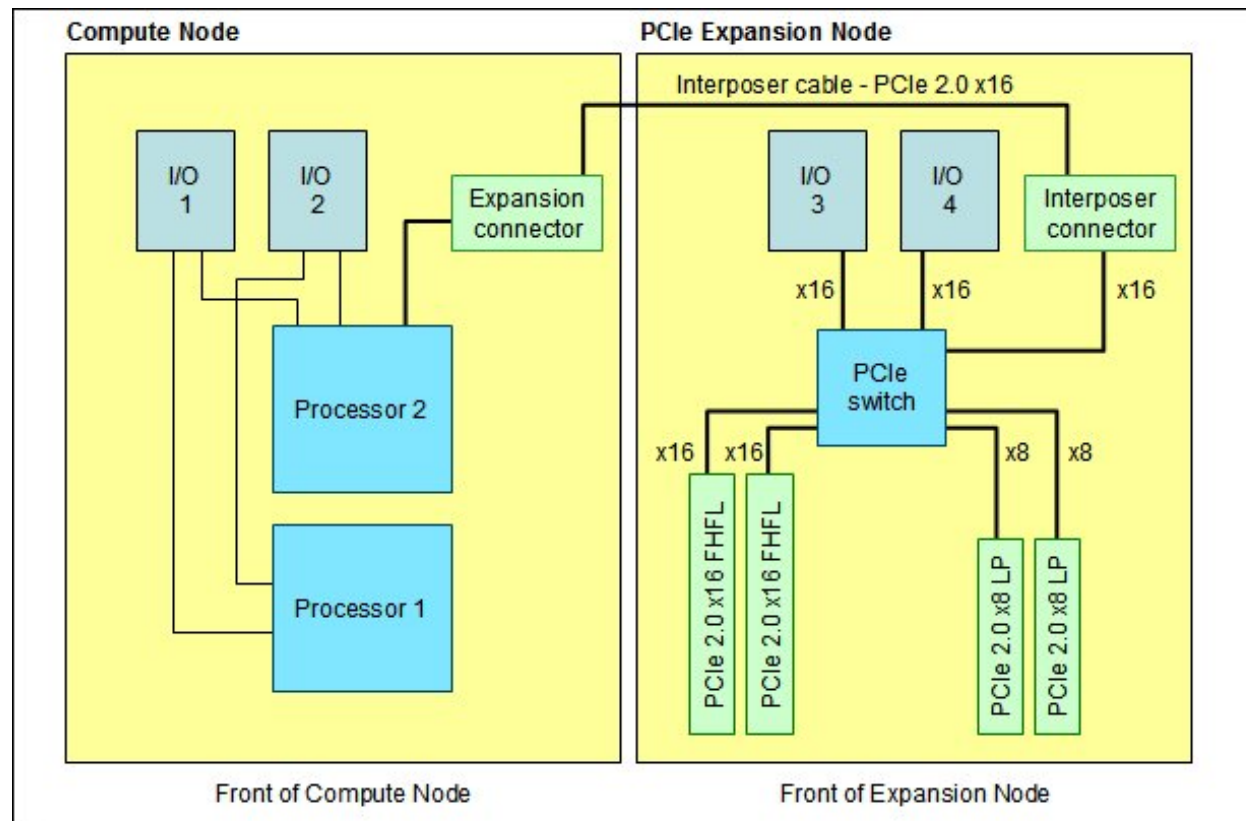 Compute Node
PCIe Expansion Node
Interposer cable - PCIe 2.0 x16
I/O
1
I/O
2
Expansion
connector
I/O
3
I/O
4
Interposer
connector
x16
x16
x16
Processor 2
PCIe
switch
x16
x16
x8
x8
PCIe 2.0 x16 FHFL
PCIe 2.0 x16 FHFL
PCIe 2.0 x8 LP
PCIe 2.0 x8 LP
Processor 1
Front of Compute Node
Front of Expansion Node